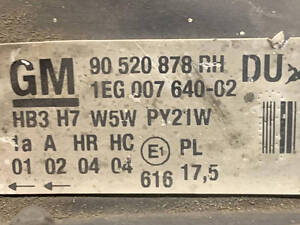 GM 90 520 878 RH DU
1EG 007 640-02
HB3 H7 W5W PY21W
1a A HR HC E1 PL
01 02 04 04 616 17,5